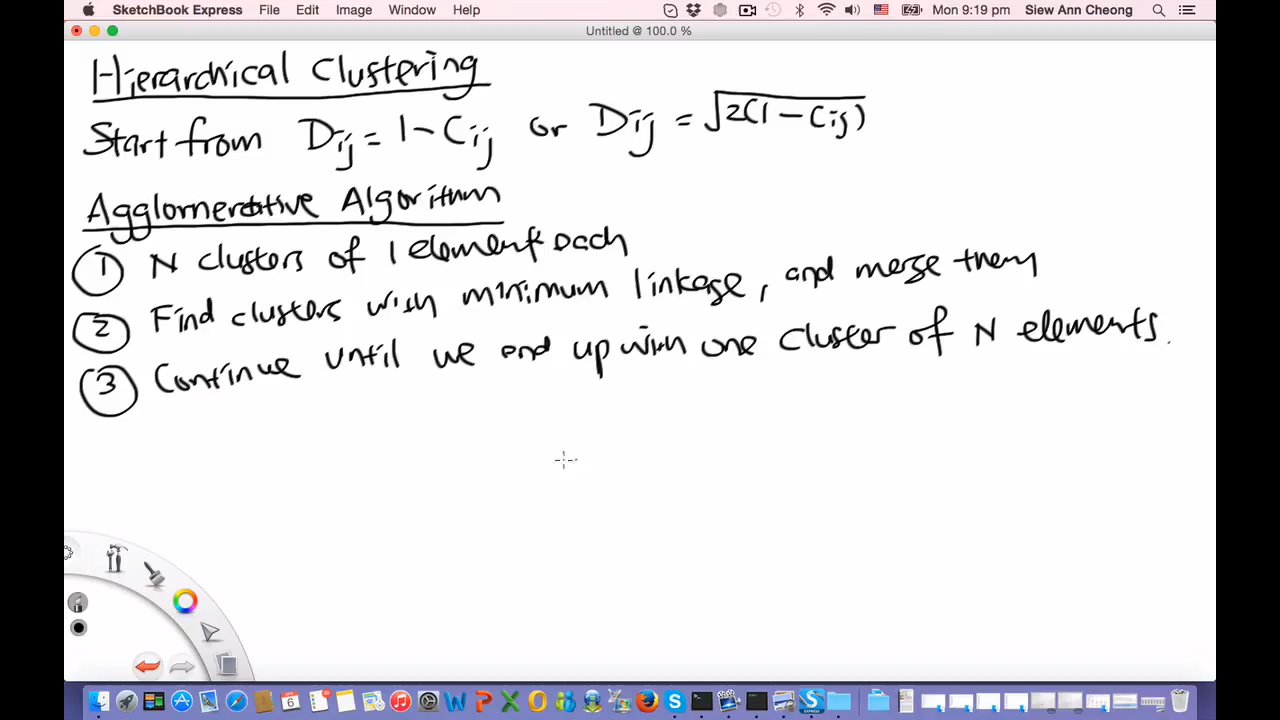 SketchBook Express File Edit Image Window Help Mon 9:19 pm Siew Ann Cheong
Untitled @ 100.0 %
Hierarchical Clustering
Start from Dij = 1 - Cij or Dij = √2(1 - Cij)
Agglomerative Algorithm
① N clusters of 1 element each
② Find clusters with minimum linkage, and merge them
③ Continue until we end up with one cluster of N elements.